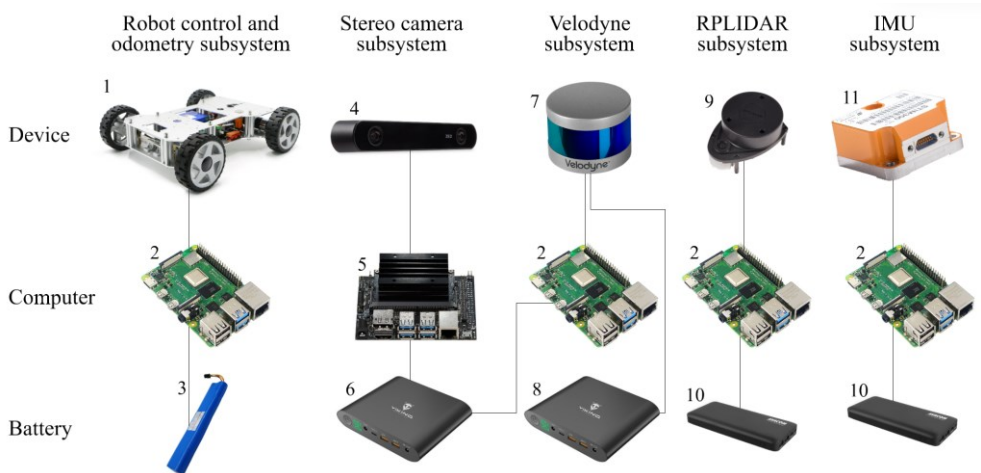 Robot control and
odometry subsystem
Stereo camera
subsystem
Velodyne
subsystem
RPLIDAR
subsystem
IMU
subsystem
Device
1
4
7
Velodyne
9
11
Computer
2
5
2
2
2
Battery
3
6
8
10
10